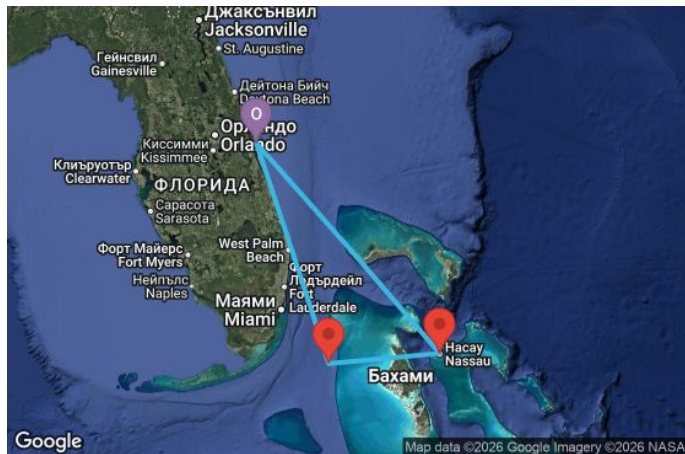 Джаксънвил
Jacksonville
St. Augustine
Гейнсвил
Gainesville
Дейтона Бийч
Daytona Beach
O
Орландо
Orlando
Киссимми
Kissimmee
Клиъруотър
Clearwater
ФЛОРИДА
Сарасота
Sarasota
Форт Майерс
Fort Myers
West Palm
Beach
Нейпълс
Naples
Форт
Лодърдейл
Fort
Lauderdale
Маями
Miami
Насау
Nassau
Бахами
Google
Map data ©2026 Google Imagery ©2026 NASA